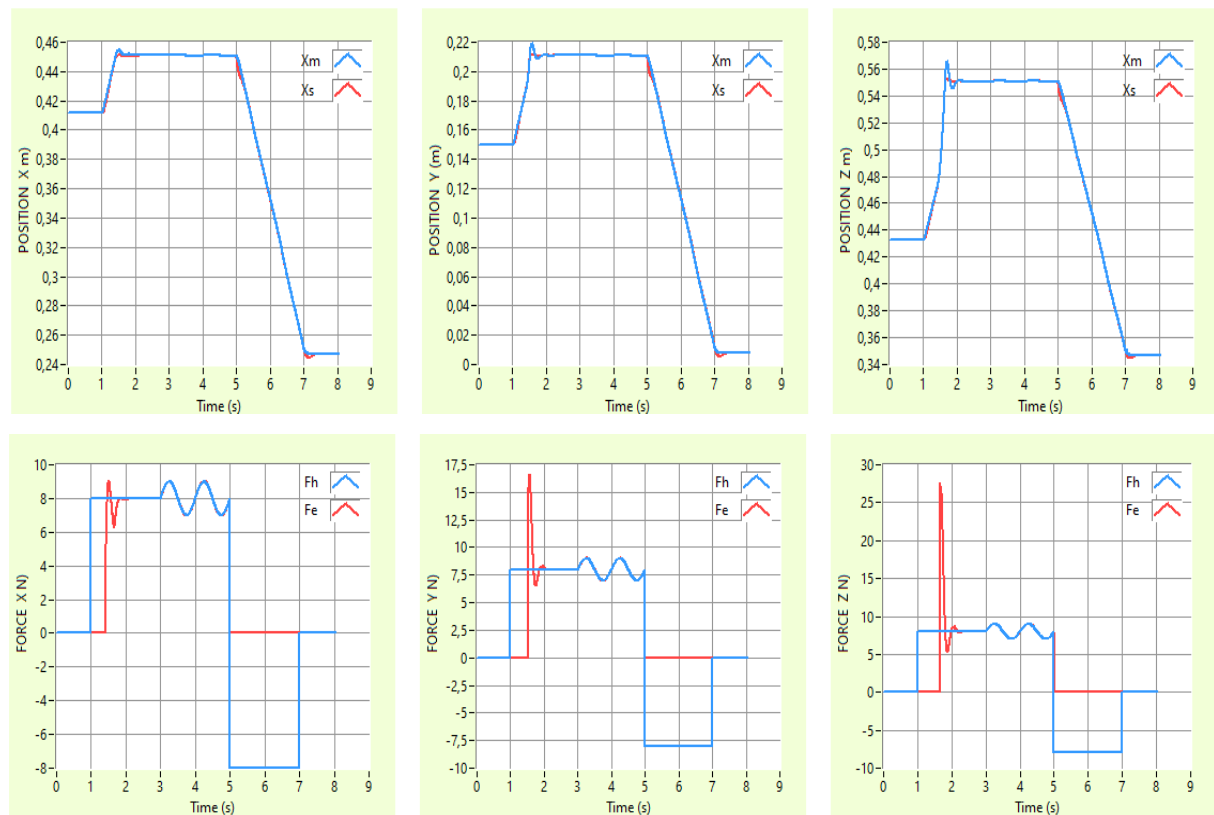 POSITION X m)
0,46
0,44
0,42
0,4
0,38
0,36
0,34
0,32
0,3
0,28
0,26
0,24
Xm
Xs
0 1 2 3 4 5 6 7 8 9
Time (s)
POSITION Y (m)
0,22
0,2
0,18
0,16
0,14
0,12
0,1
0,08
0,06
0,04
0,02
0
Xm
Xs
0 1 2 3 4 5 6 7 8 9
Time (s)
POSITION Z m)
0,58
0,56
0,54
0,52
0,5
0,48
0,46
0,44
0,42
0,4
0,38
0,36
0,34
Xm
Xs
0 1 2 3 4 5 6 7 8 9
Time (s)
FORCE X N)
10
8
6
4
2
0
-2
-4
-6
-8
Fh
Fe
0 1 2 3 4 5 6 7 8 9
Time (s)
FORCE Y N)
17,5
15
12,5
10
7,5
5
2,5
0
-2,5
-5
-7,5
-10
Fh
Fe
0 1 2 3 4 5 6 7 8 9
Time (s)
FORCE Z N)
30
25
20
15
10
5
0
-5
-10
Fh
Fe
0 1 2 3 4 5 6 7 8 9
Time (s)